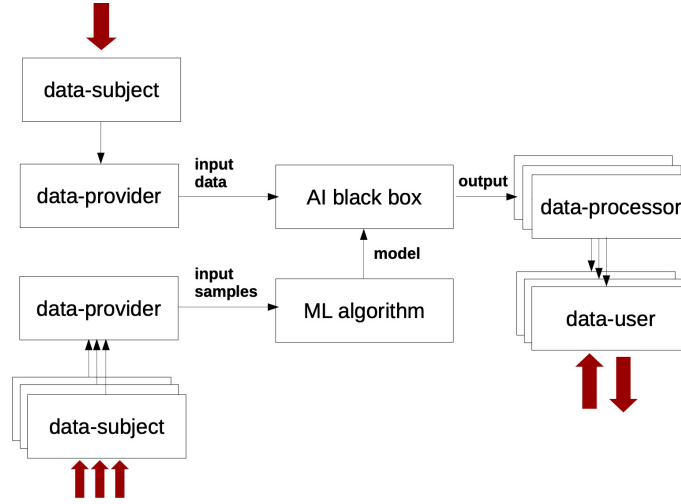 data-subject
data-provider
input
data
AI black box
output
data-processor
model
data-provider
input
samples
ML algorithm
data-user
data-subject